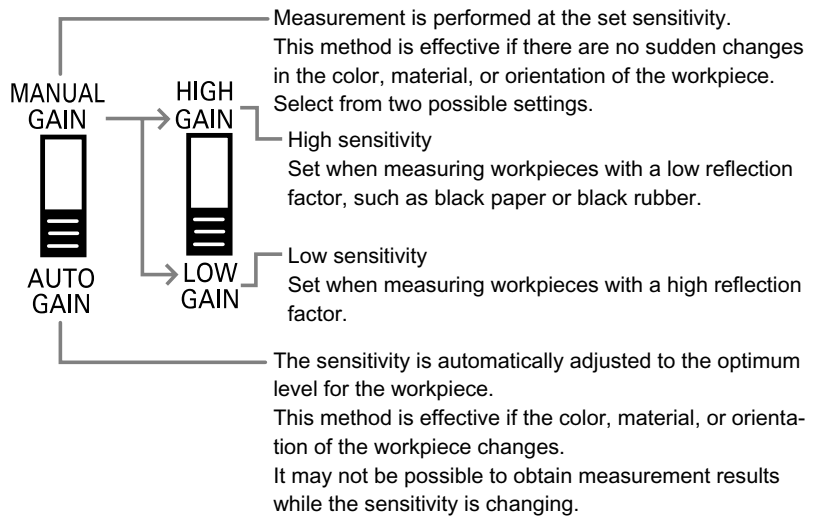 Measurement is performed at the set sensitivity.
This method is effective if there are no sudden changes
in the color, material, or orientation of the workpiece.
Select from two possible settings.
MANUAL
GAIN
HIGH
GAIN
High sensitivity
Set when measuring workpieces with a low reflection
factor, such as black paper or black rubber.
AUTO
GAIN
LOW
GAIN
Low sensitivity
Set when measuring workpieces with a high reflection
factor.
The sensitivity is automatically adjusted to the optimum
level for the workpiece.
This method is effective if the color, material, or orienta-
tion of the workpiece changes.
It may not be possible to obtain measurement results
while the sensitivity is changing.